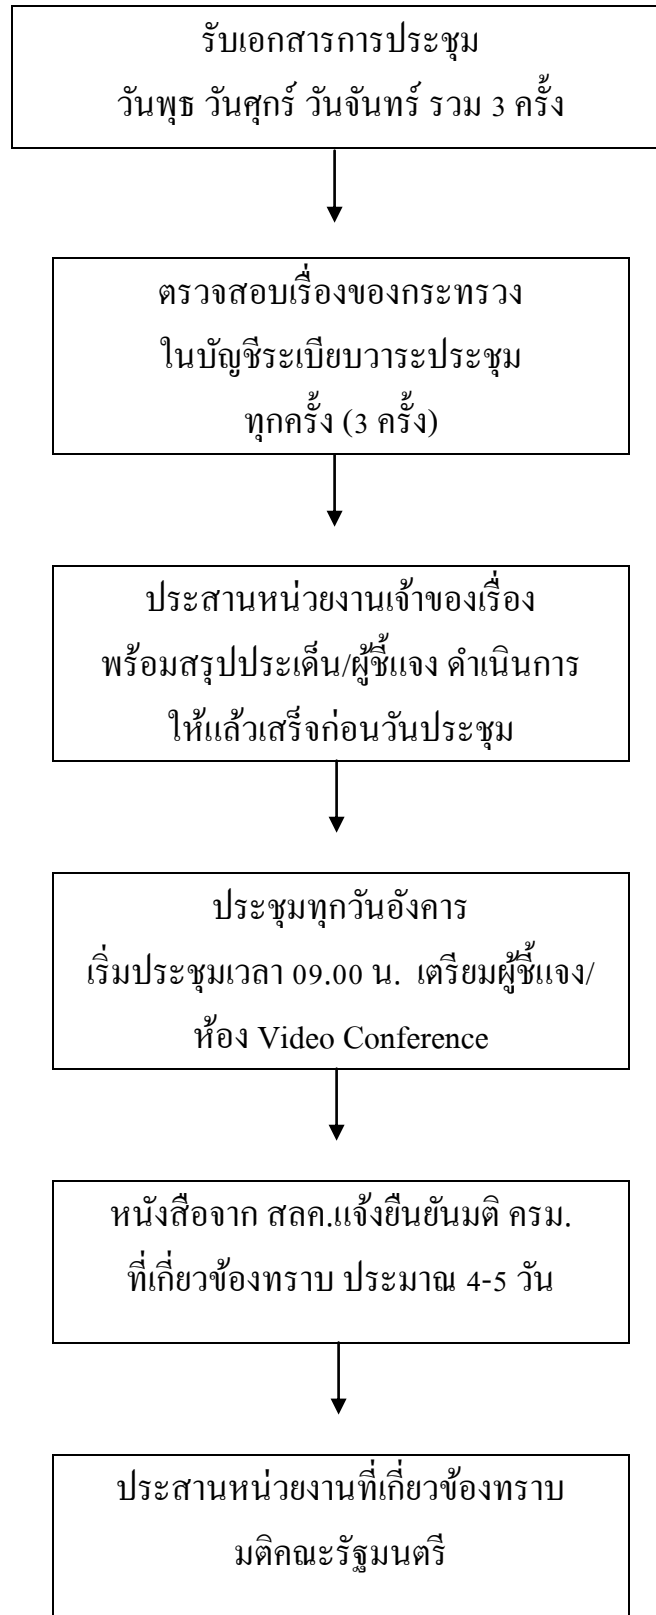 รับเอกสารการประชุม
วันพุธ วันศุกร์ วันจันทร์ รวม 3 ครั้ง
ตรวจสอบเรื่องของกระทรวง
ในบัญชีระเบียบวาระประชุม
ทุกครั้ง (3 ครั้ง)
ประสานหน่วยงานเจ้าของเรื่อง
พร้อมสรุปประเด็น/ผู้ชี้แจง ดำเนินการ
ให้แล้วเสร็จก่อนวันประชุม
ประชุมทุกวันอังคาร
เริ่มประชุมเวลา 09.00 น. เตรียมผู้ชี้แจง/
ห้อง Video Conference
หนังสือจาก สลค.แจ้งยืนยันมติ ครม.
ที่เกี่ยวข้องทราบ ประมาณ 4-5 วัน
ประสานหน่วยงานที่เกี่ยวข้องทราบ
มติคณะรัฐมนตรี